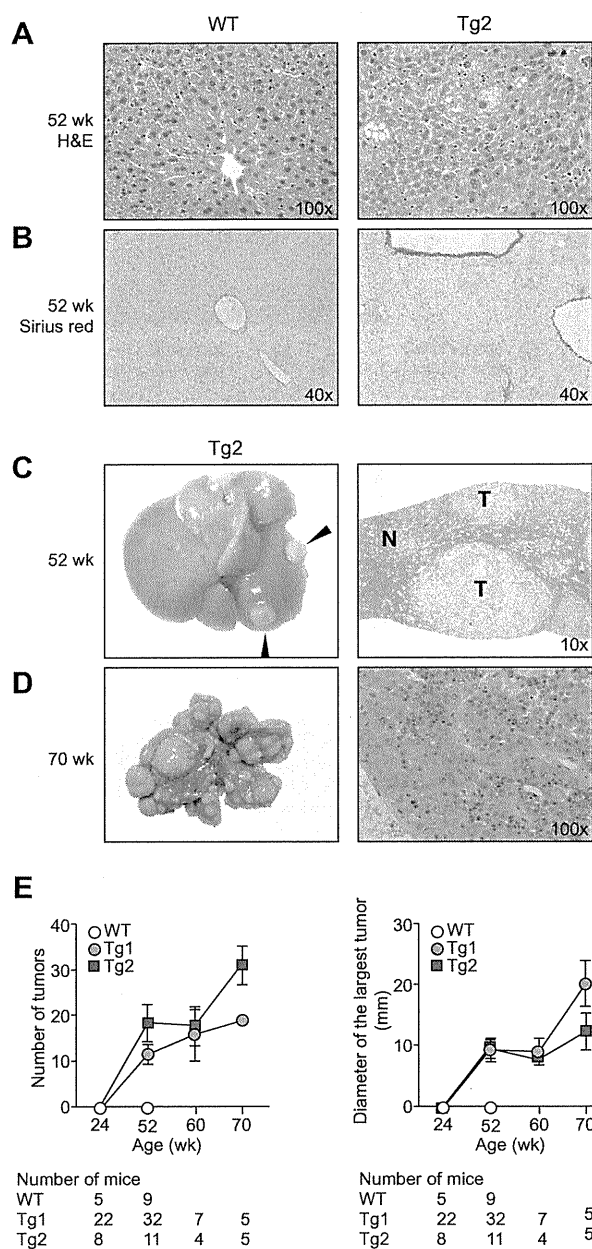 WT Tg2
A
52 wk
H&E
100x 100x
B
52 wk
Sirius red
40x 40x
Tg2
C
52 wk
T
N
T
10x
D
70 wk
100x
E
40
30
20
10
0
Number of tumors
WT
Tg1
Tg2
24 52 60 70
Age (wk)
Number of mice
WT 5 9
Tg1 22 32 7 5
Tg2 8 11 4 5
30
20
10
0
Diameter of the largest tumor
(mm)
WT
Tg1
Tg2
24 52 60 70
Age (wk)
Number of mice
WT 5 9
Tg1 22 32 7 5
Tg2 8 11 4 5